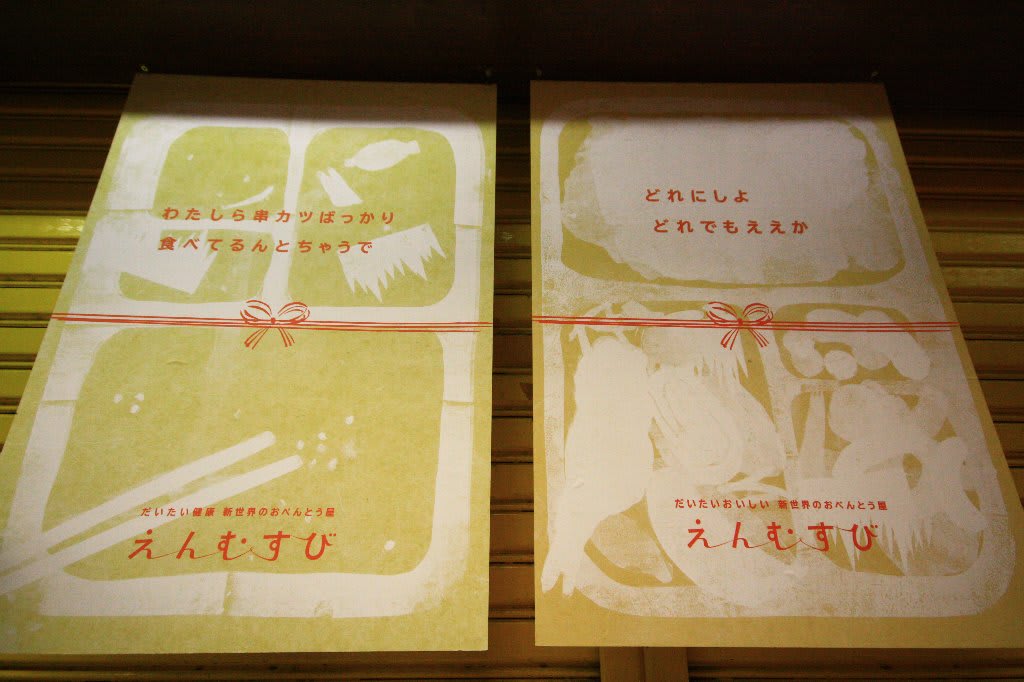 わたしら串カツばっかり
食べてるんとちゃうで
だいたい健康 新世界のおべんとう屋
えんむすび
どれにしよ
どれでもええか
だいたいおいしい 新世界のおべんとう屋
えんむすび